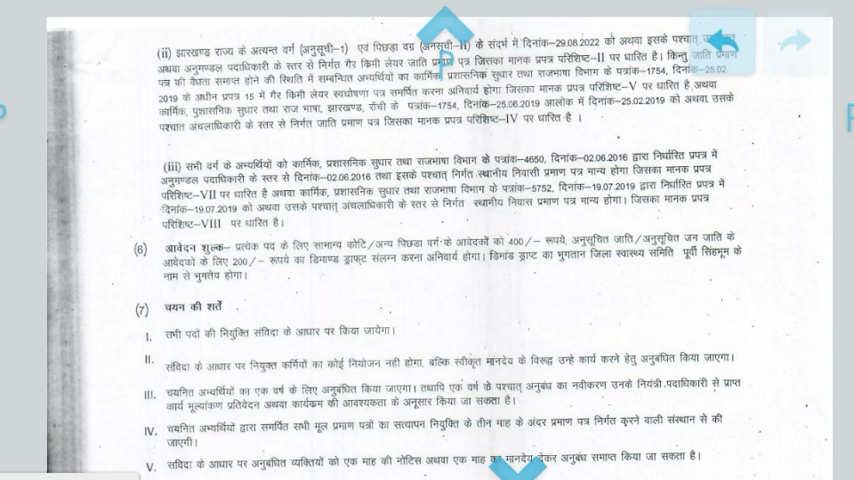 (ii) झारखण्ड राज्य के अत्यन्त वर्ग (अनुसूची-1) एवं पिछड़ा वर्ग (अनुसूची-II) के संदर्भ में दिनांक-29.08.2022 को अथवा इसके पश्चात्
अथवा अनुमण्डल पदाधिकारी के स्तर से निर्गत गैर किमी लेयर जाति प्रमाण पत्र जिसका मानक प्रपत्र परिशिष्ट-II पर धारित है। किन्तु जाति प्रमाण
पत्र की वैधता समाप्त होने की स्थिति में सम्बन्धित अभ्यर्थियों का कार्मिक, प्रशासनिक सुधार तथा राजभाषा विभाग के पत्रांक-1754, दिनांक-25.02.
2019 के अधीन प्रपत्र 15 में गैर किमी लेयर स्वघोषणा पत्र समर्पित करना अनिवार्य होगा जिसका मानक प्रपत्र परिशिष्ट-V पर धारित है अथवा
कार्मिक, प्रशासनिक सुधार तथा राज भाषा, झारखण्ड, राँची के पत्रांक-1754, दिनांक-25.06.2019 आलोक में दिनांक-25.02.2019 को अथवा उसके
पश्चात अंचलाधिकारी के स्तर से निर्गत जाति प्रमाण पत्र जिसका मानक प्रपत्र परिशिष्ट-IV पर धारित है ।
(iii) सभी वर्ग के अभ्यर्थियों को कार्मिक, प्रशासनिक सुधार तथा राजभाषा विभाग के पत्रांक-4650, दिनांक-02.06.2016 द्वारा निर्धारित प्रपत्र में
अनुमण्डल पदाधिकारी के स्तर से दिनांक-02.06.2016 तथा इसके पश्चात् निर्गत स्थानीय निवासी प्रमाण पत्र मान्य होगा जिसका मानक प्रपत्र
परिशिष्ट-VII पर धारित है अथवा कार्मिक, प्रशासनिक सुधार तथा राजभाषा विभाग के पत्रांक-5752, दिनांक-19.07.2019 द्वारा निर्धारित प्रपत्र में
दिनांक-19.07.2019 को अथवा उसके पश्चात् अंचलाधिकारी के स्तर से निर्गत स्थानीय निवास प्रमाण पत्र मान्य होगा। जिसका मानक प्रपत्र
परिशिष्ट-VIII पर धारित है।
(6) आवेदन शुल्क- प्रत्येक पद के लिए सामान्य कोटि/अन्य पिछडा वर्ग के आवेदकों को 400/- रूपये, अनुसूचित जाति/अनुसूचित जन जाति के
आवेदकों के लिए 200/- रूपये का डिमाण्ड ड्राफ्ट संलग्न करना अनिवार्य होगा। डिमांड ड्राप्ट का भुगतान जिला स्वास्थ्य समिति पूर्वी सिंहभूम के
नाम से भुगतेय होगा।
(7) चयन की शर्ते
I. सभी पदों की नियुक्ति संविदा के आधार पर किया जायेगा।
II. संविदा के आधार पर नियुक्त कर्मियों का कोई नियोजन नहीं होगा, बल्कि स्वीकृत मानदेय के विरूद्ध उन्हे कार्य करने हेतु अनुबंधित किया जाएगा।
III. चयनित अभ्यर्थियों का एक वर्ष के लिए अनुबंधित किया जाएगा। तथापि एक वर्ष के पश्चात् अनुबंध का नवीकरण उनके नियंत्री पदाधिकारी से प्राप्त
कार्य मूल्यांकण प्रतिवेदन अथवा कार्यकम की आवश्यकता के अनुसार किया जा सकता है।
IV. चयनित अभ्यर्थियों द्वारा समर्पित सभी मूल प्रमाण पत्रों का सत्यापन नियुक्ति के तीन माह के अंदर प्रमाण पत्र निर्गत करने वाली संस्थान से की
जाएगी।
V. संविदा के आधार पर अनुबंधित व्यक्तियों को एक माह की नोटिस अथवा एक माह का मानदेय देकर अनुबंध समाप्त किया जा सकता है।